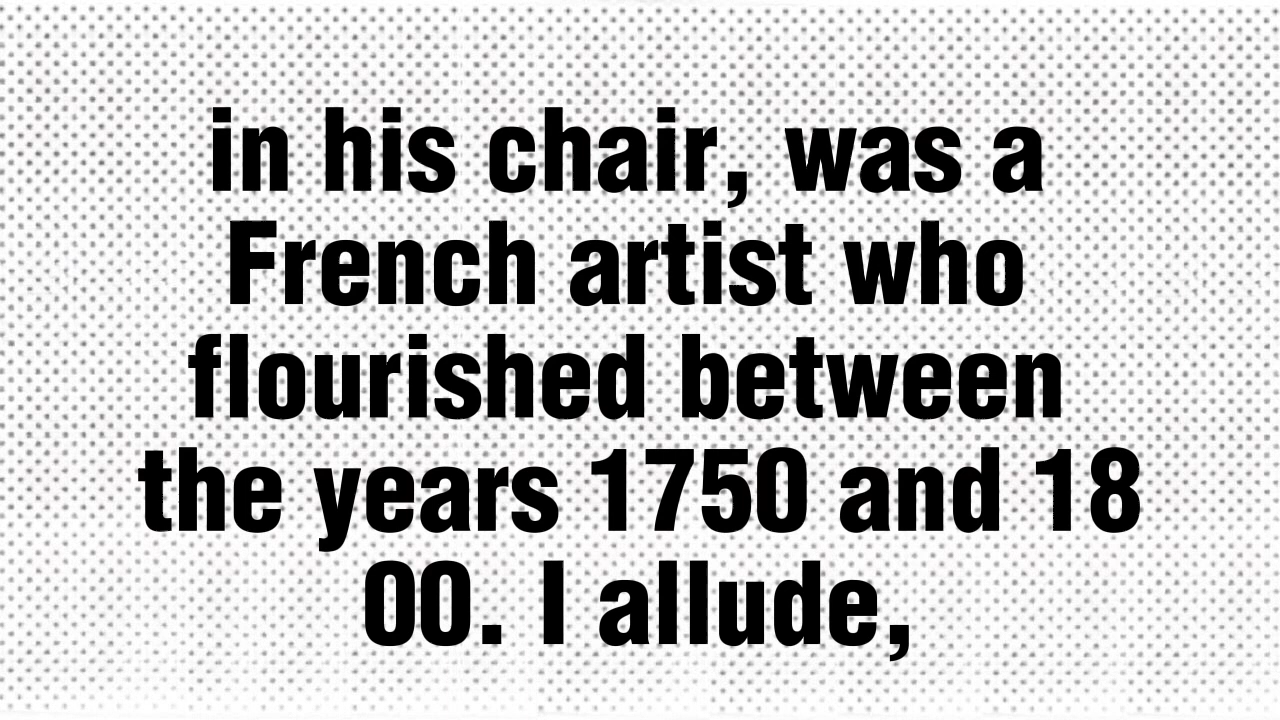 in his chair, was a
French artist who
flourished between
the years 1750 and 18
00. I allude,